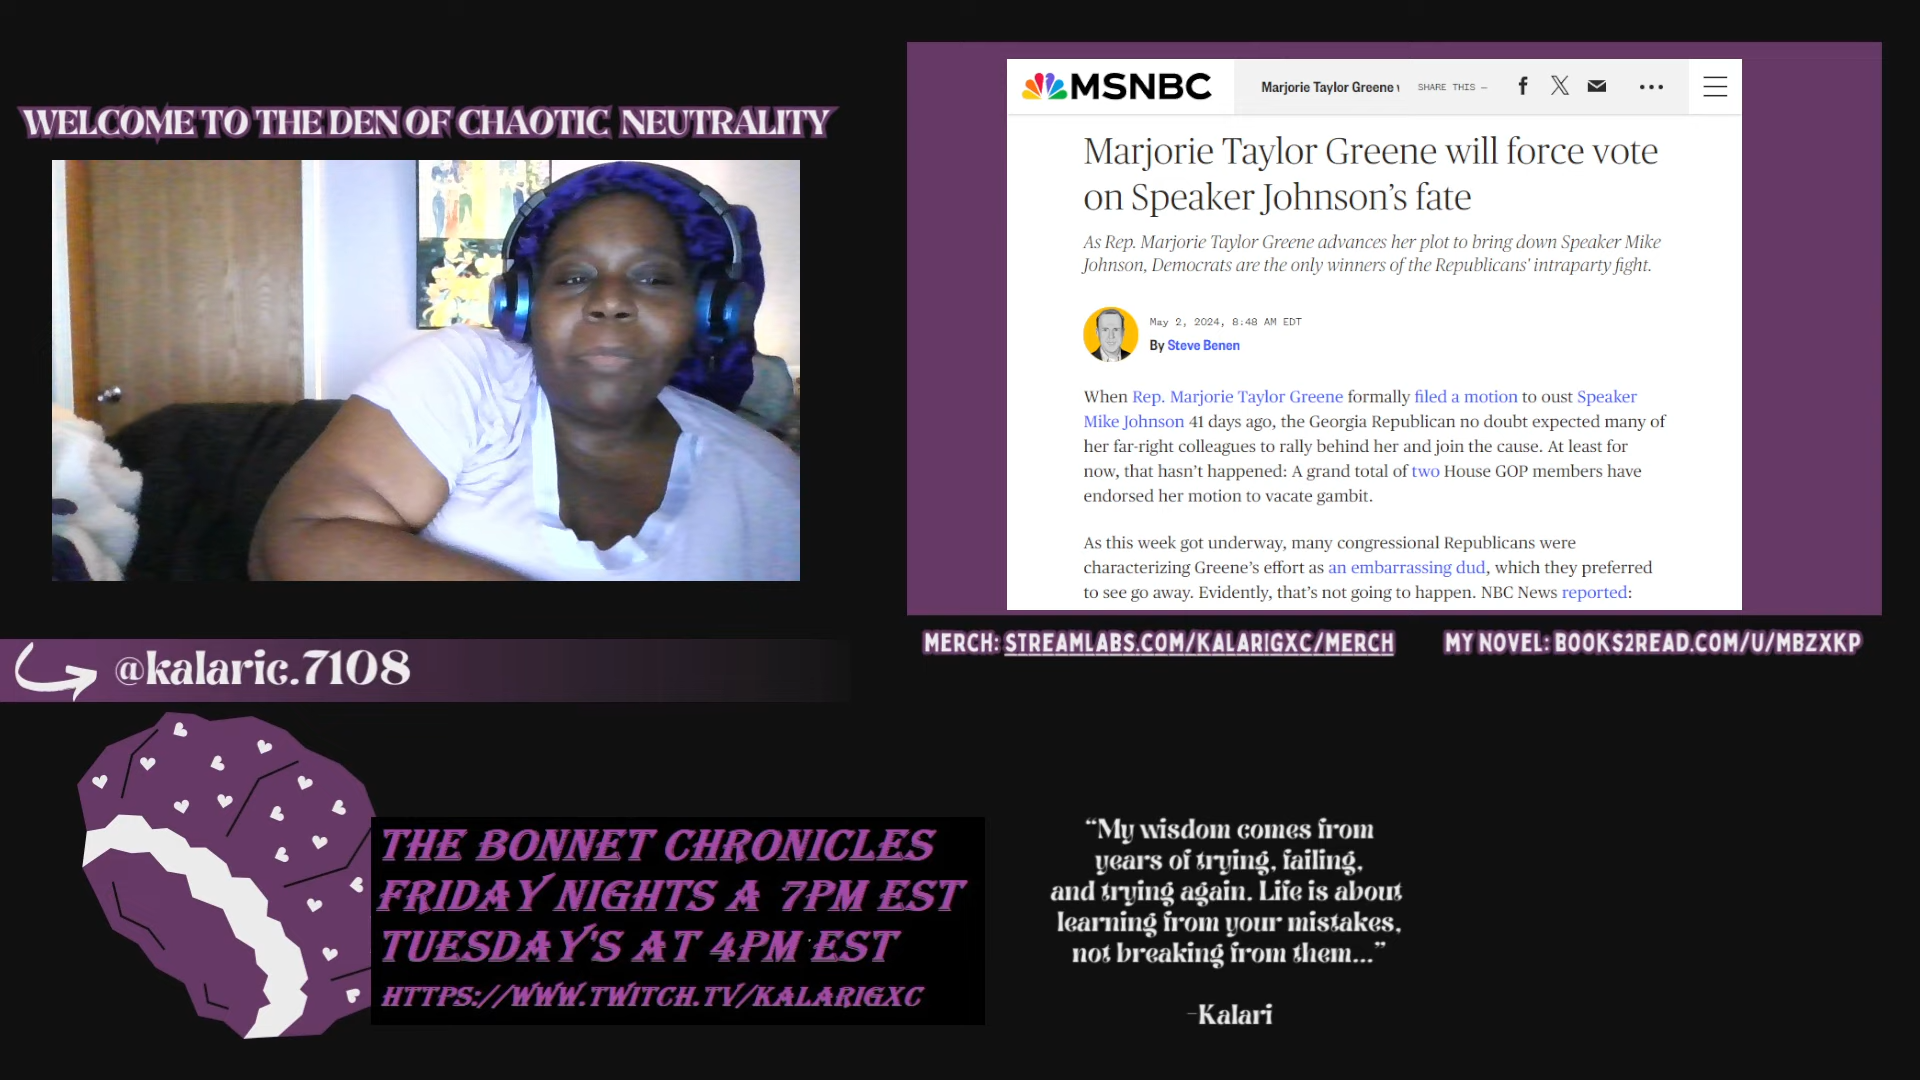 WELCOME TO THE DEN OF CHAOTIC NEUTRALITY
@kalaric.7108
THE BONNET CHRONICLES
FRIDAY NIGHTS A 7PM EST
TUESDAY'S AT 4PM EST
HTTPS://WWW.TWITCH.TV/KALARIGXC
MSNBC
Marjorie Taylor Greene
SHARE THIS —
Marjorie Taylor Greene will force vote
on Speaker Johnson's fate
As Rep. Marjorie Taylor Greene advances her plot to bring down Speaker Mike
Johnson, Democrats are the only winners of the Republicans' intraparty fight.
May 2, 2024, 8:48 AM EDT
By Steve Benen
When Rep. Marjorie Taylor Greene formally filed a motion to oust Speaker
Mike Johnson 41 days ago, the Georgia Republican no doubt expected many of
her far-right colleagues to rally behind her and join the cause. At least for
now, that hasn't happened: A grand total of two House GOP members have
endorsed her motion to vacate gambit.
As this week got underway, many congressional Republicans were
characterizing Greene's effort as an embarrassing dud, which they preferred
to see go away. Evidently, that's not going to happen. NBC News reported:
MERCH: STREAMLABS.COM/KALARIGXC/MERCH
MY NOVEL: BOOKS2READ.COM/U/MBZXKP
“My wisdom comes from
years of trying, failing,
and trying again. Life is about
learning from your mistakes,
not breaking from them...”
-Kalari